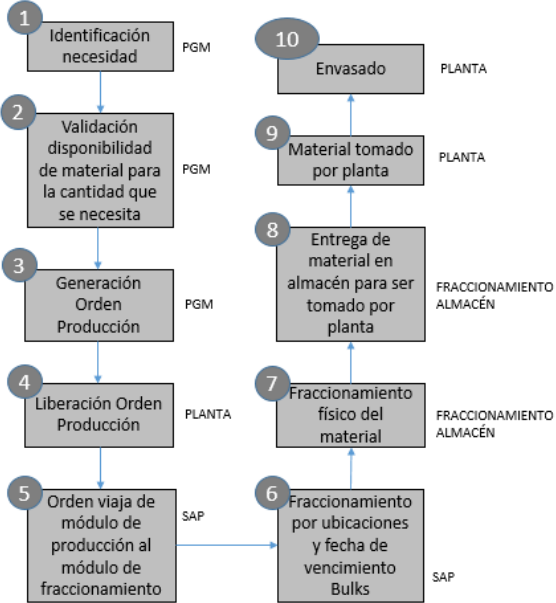 1
Identificación
necesidad
PGM
2
Validación
disponibilidad
de material para
la cantidad que
se necesita
PGM
3
Generación
Orden
Producción
PGM
4
Liberación Orden
Producción
PLANTA
5
Orden viaja de
módulo de
producción al
módulo de
fraccionamiento
SAP
6
Fraccionamiento
por ubicaciones
y fecha de
vencimiento
Bulks
SAP
7
Fraccionamiento
físico del
material
FRACCIONAMIENTO
ALMACÉN
8
Entrega de
material en
almacén para ser
tomado por
planta
FRACCIONAMIENTO
ALMACÉN
9
Material tomado
por planta
PLANTA
10
Envasado
PLANTA